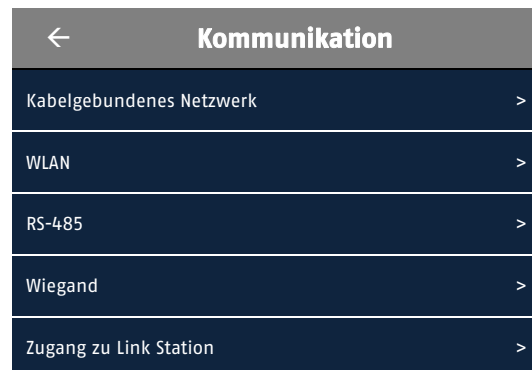 ← Kommunikation
Kabelgebundenes Netzwerk >
WLAN >
RS-485 >
Wiegand >
Zugang zu Link Station >